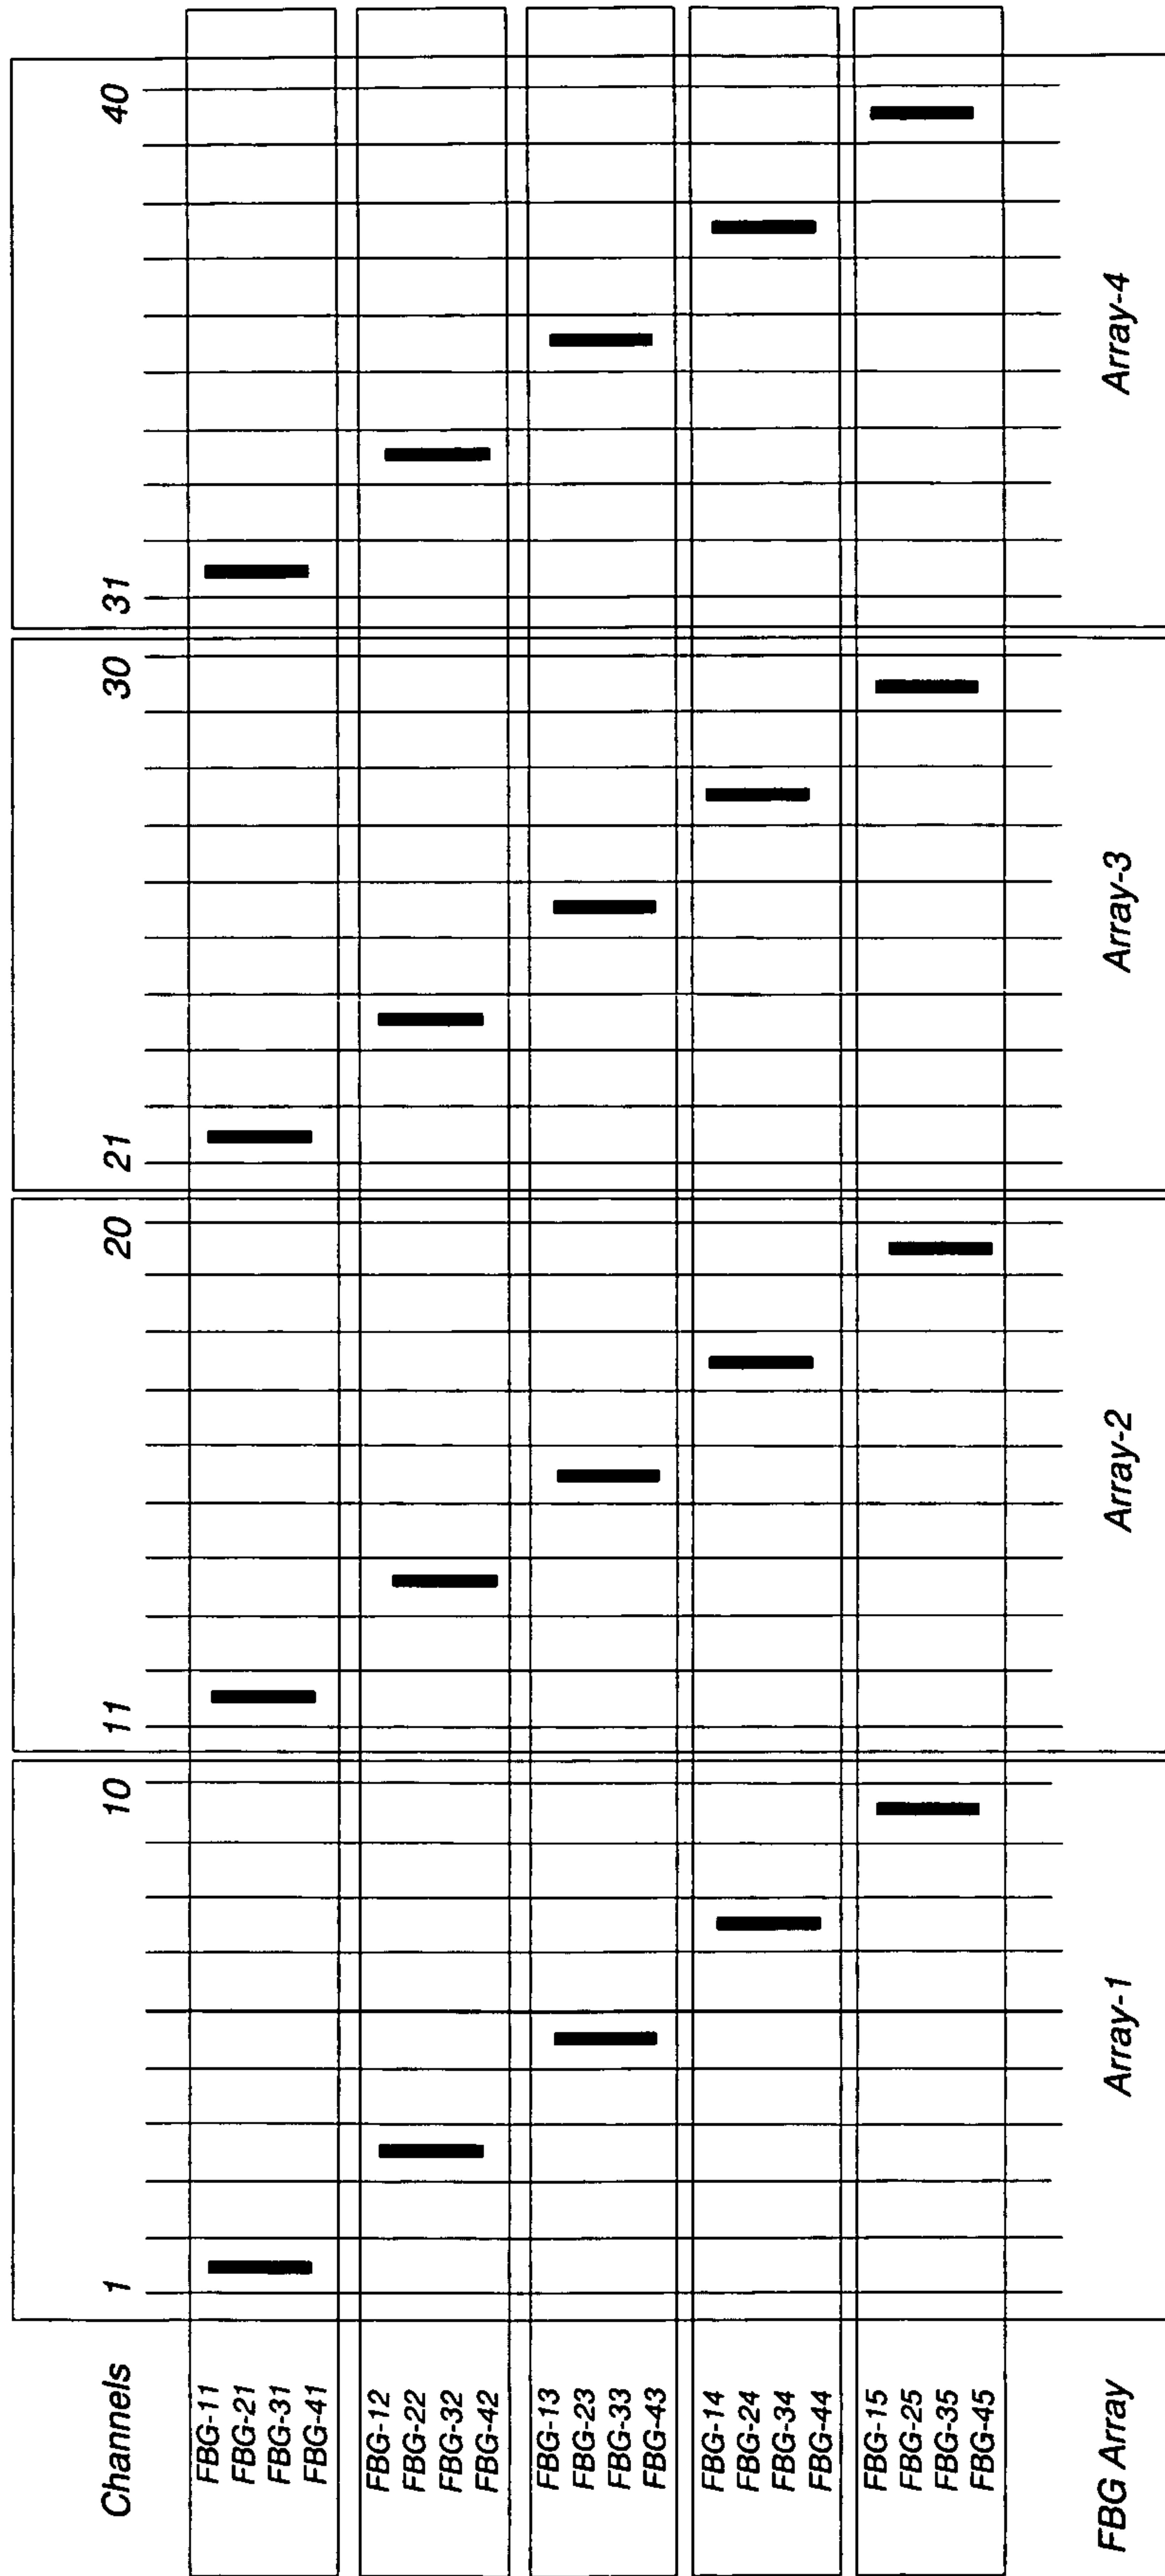 Channels 1 10 11 20 21 30 31 40
FBG-11
FBG-21
FBG-31
FBG-41
FBG-12
FBG-22
FBG-32
FBG-42
FBG-13
FBG-23
FBG-33
FBG-43
FBG-14
FBG-24
FBG-34
FBG-44
FBG-15
FBG-25
FBG-35
FBG-45
FBG Array Array-1 Array-2 Array-3 Array-4